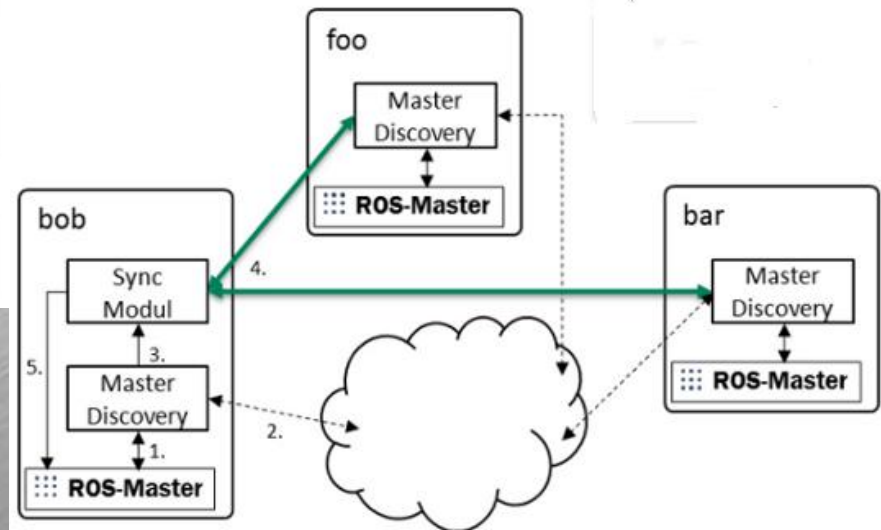 foo
Master
Discovery
ROS-Master
bob
Sync
Modul
4.
5.
3.
Master
Discovery
2.
1.
ROS-Master
bar
Master
Discovery
ROS-Master